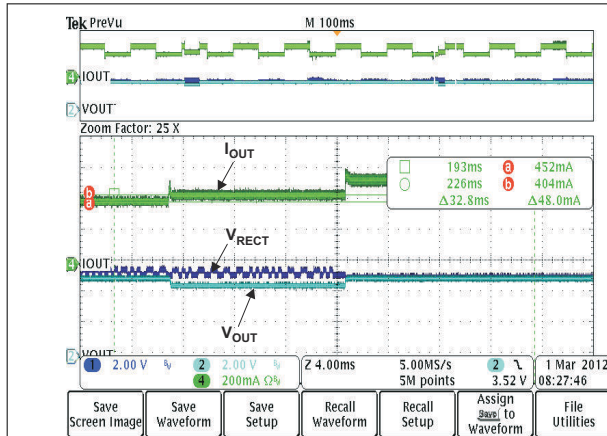 Tek PreVu M 100ms
4 IOUT
2 VOUT
Zoom Factor: 25 X
IOUT
193ms a 452mA
226ms b 404mA
Δ32.8ms Δ48.0mA
b
a
VRECT
4 IOUT
VOUT
2 VOUT
1 2.00 V 2 2.00 V Z 4.00ms 5.00MS/s 2 1 Mar 2012
4 200mA Ω 5M points 3.52 V 08:27:46
Save Screen Image
Save Waveform
Save Setup
Recall Waveform
Recall Setup
Assign Save to Waveform
File Utilities